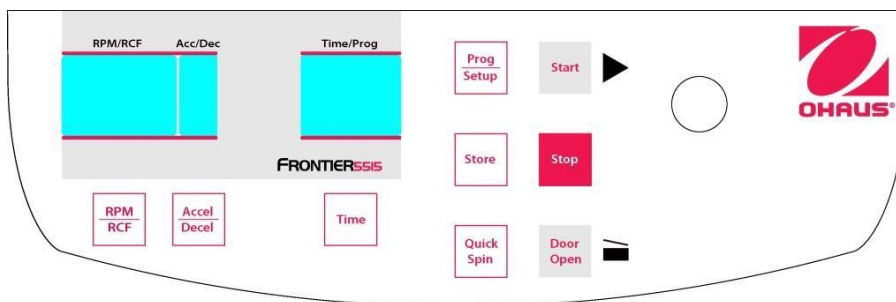 RPM/RCF Acc/Dec Time/Prog
Prog
Setup
Start
OHAUS®
Store
Stop
FRONTIER5515
RPM
RCF
Accel
Decel
Time
Quick
Spin
Door
Open